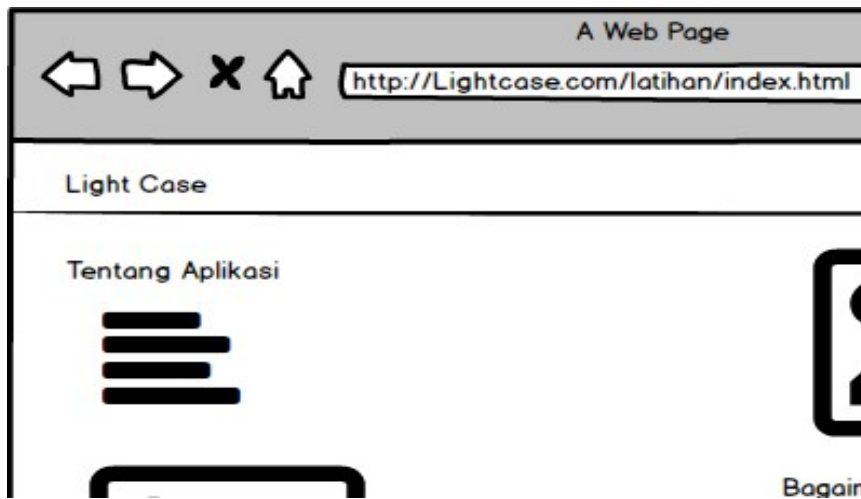 A Web Page
http://Lightcase.com/latihan/index.html
Light Case
Tentang Aplikasi